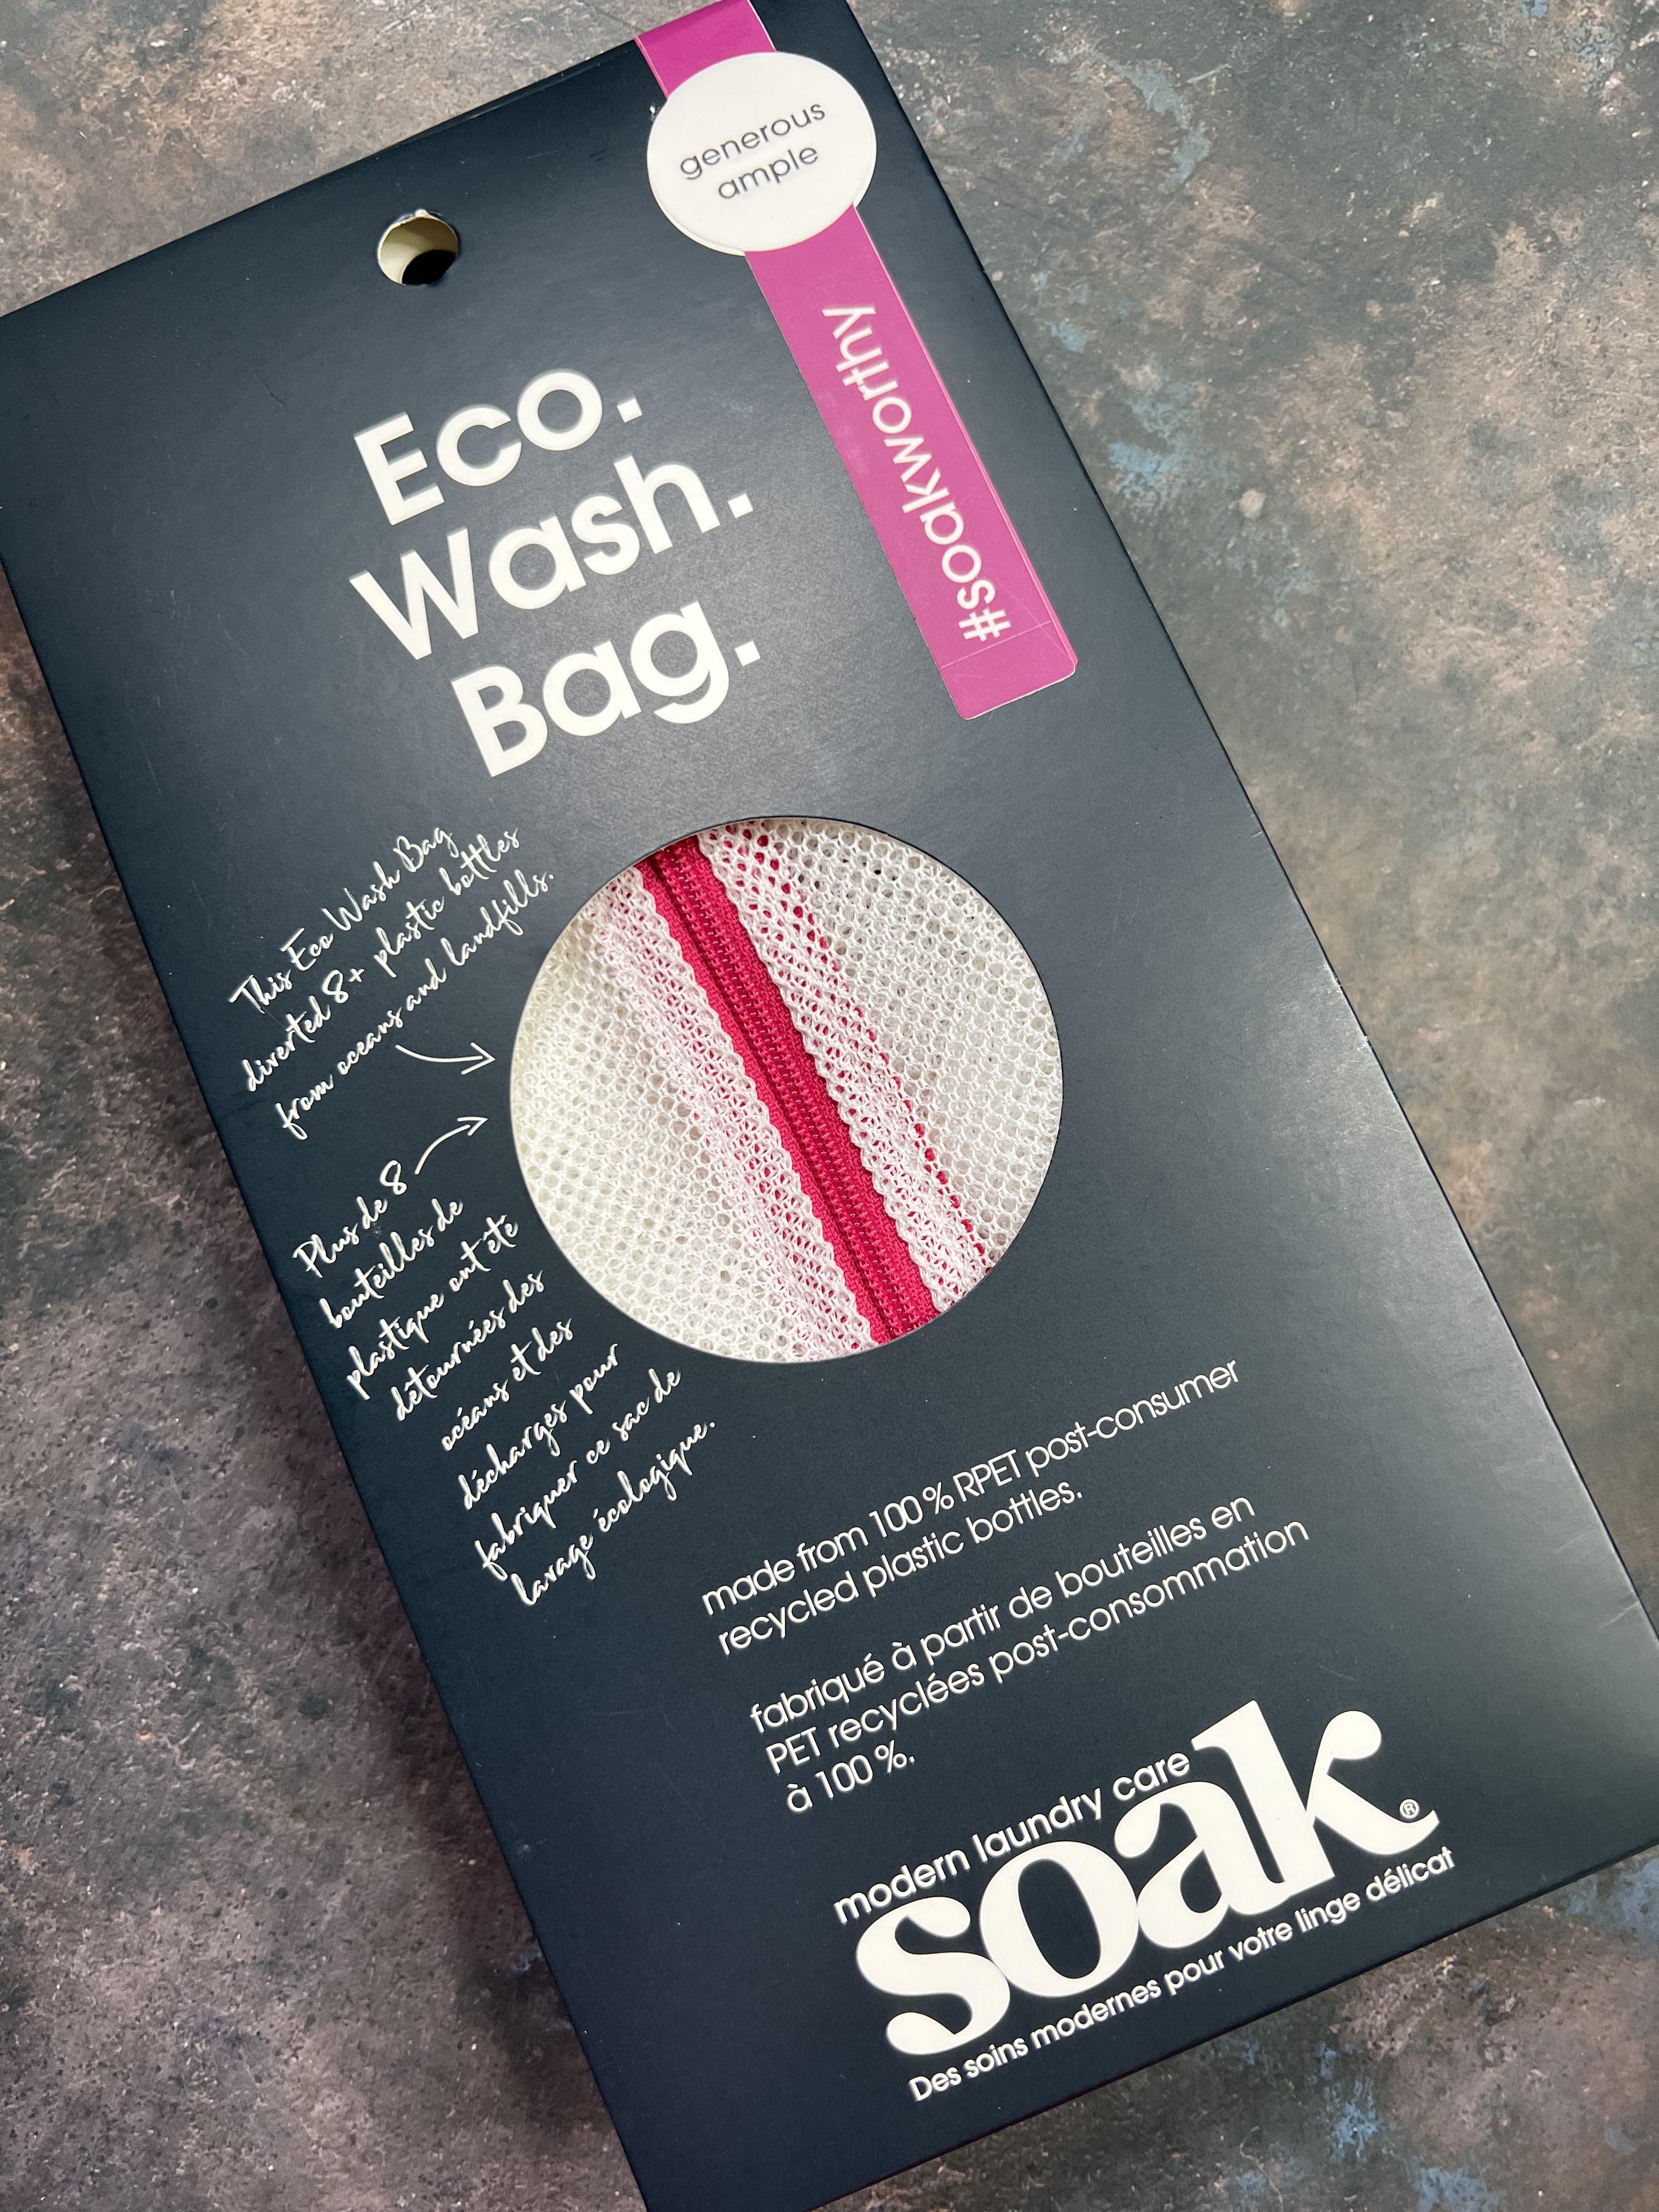 generous
ample
#soakworthy
Eco.
Wash.
Bag.
This Eco Wash Bag
diverted 8+ plastic bottles
from oceans and landfills.
Plus de 8
bouteilles de
plastique ont été
détournées des
océans et des
décharges pour
fabriquer ce sac de
lavage écologique.
made from 100 % RPET post-consumer
recycled plastic bottles.
fabriqué à partir de bouteilles en
PET recyclées post-consommation
à 100 %.
modern laundry care
soak®
Des soins modernes pour votre linge délicat